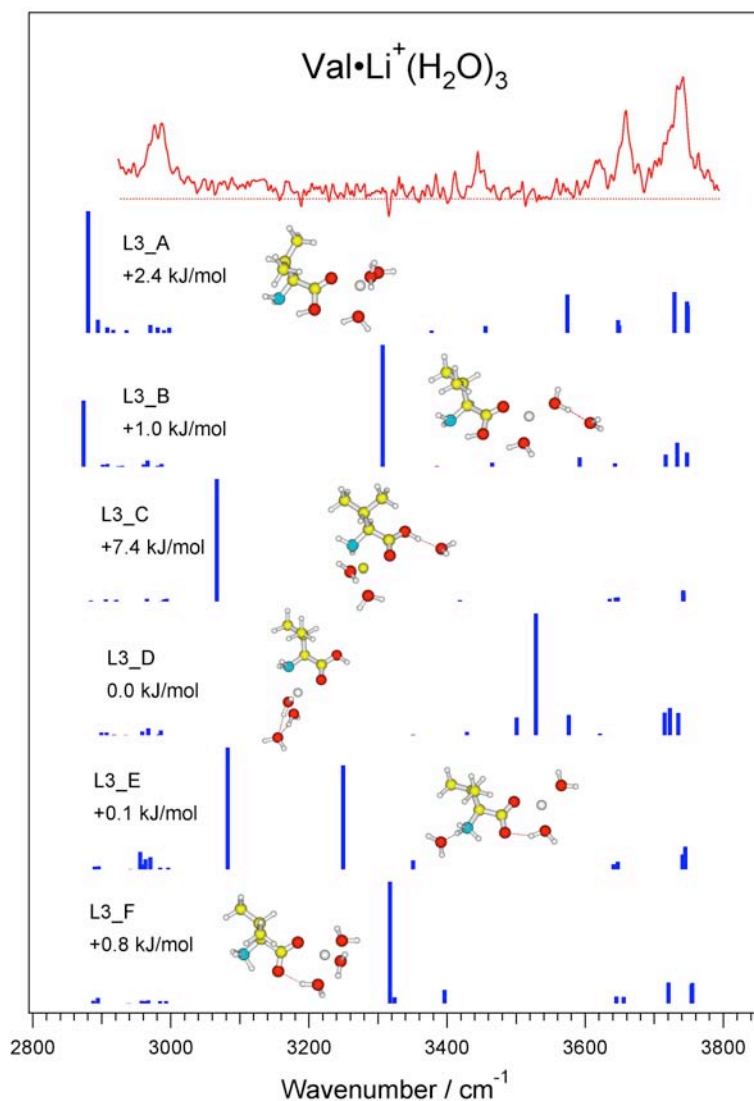 Val•Li⁺(H₂O)₃
L3_A
+2.4 kJ/mol
L3_B
+1.0 kJ/mol
L3_C
+7.4 kJ/mol
L3_D
0.0 kJ/mol
L3_E
+0.1 kJ/mol
L3_F
+0.8 kJ/mol
2800 3000 3200 3400 3600 3800
Wavenumber / cm⁻¹